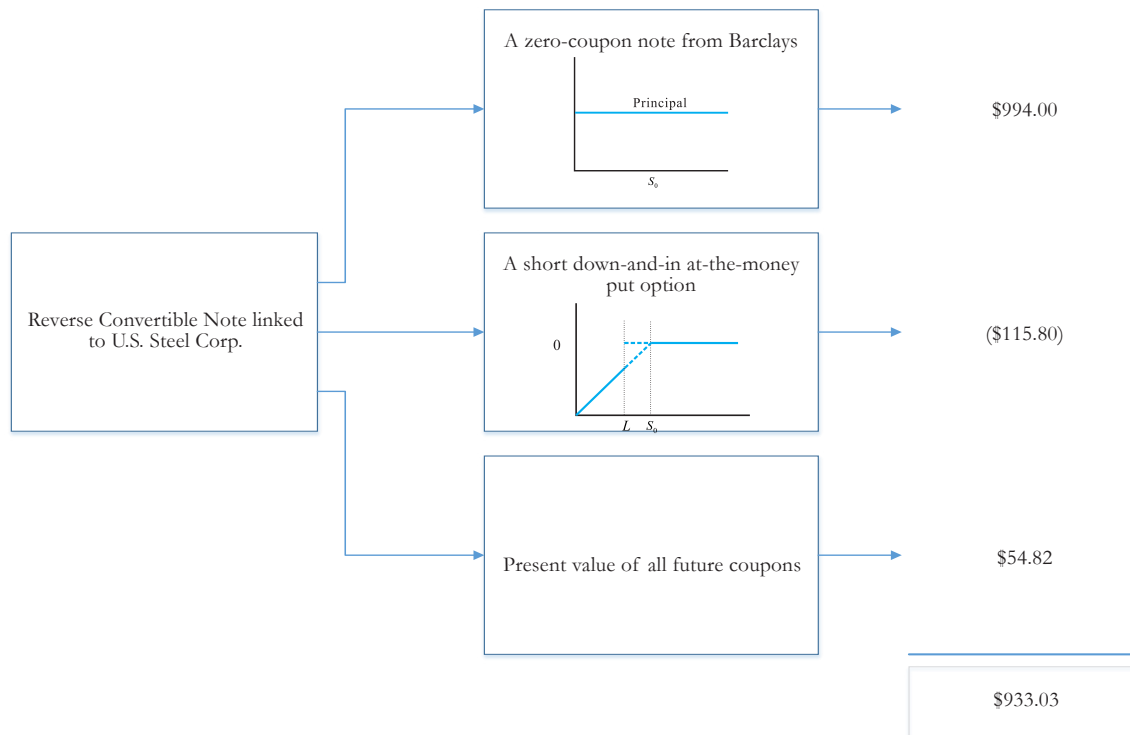 A zero-coupon note from Barclays
Principal
S₀
$994.00
Reverse Convertible Note linked
to U.S. Steel Corp.
A short down-and-in at-the-money
put option
0
L S₀
($115.80)
Present value of all future coupons
$54.82
$933.03